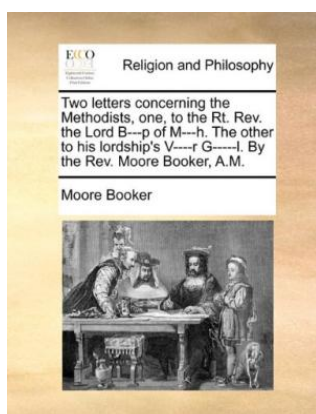 ECCO
Religion and Philosophy
Two letters concerning the
Methodists, one, to the Rt. Rev.
the Lord B---p of M---h. The other
to his lordship's V----r G-----l. By
the Rev. Moore Booker, A.M.
Moore Booker